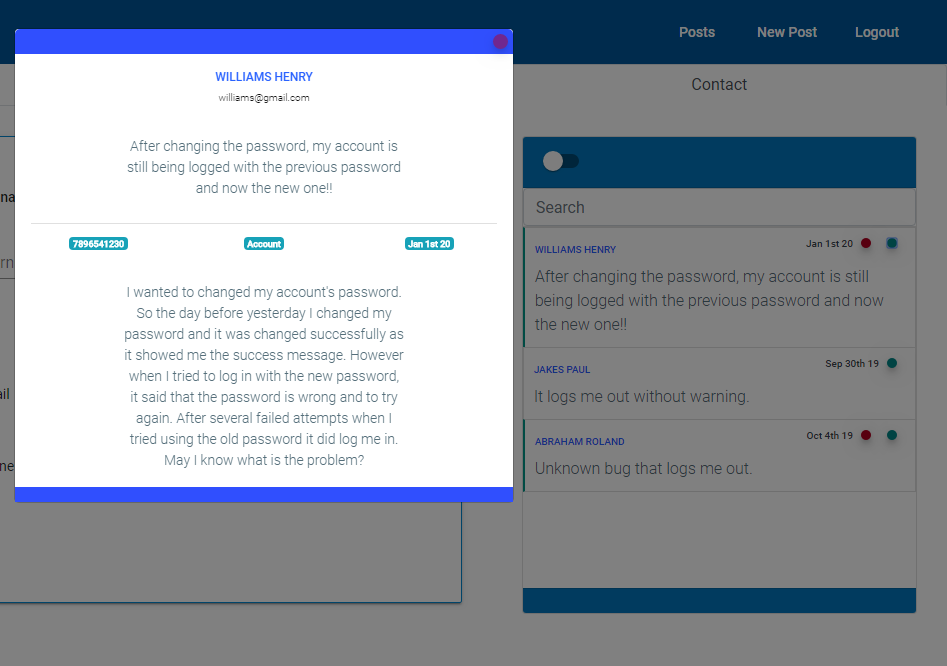 Posts New Post Logout
Contact
WILLIAMS HENRY
williams@gmail.com
After changing the password, my account is
still being logged with the previous password
and now the new one!!
7896541230 Account Jan 1st 20
I wanted to changed my account's password.
So the day before yesterday I changed my
password and it was changed successfully as
it showed me the success message. However
when I tried to log in with the new password,
it said that the password is wrong and to try
again. After several failed attempts when I
tried using the old password it did log me in.
May I know what is the problem?
Search
WILLIAMS HENRY Jan 1st 20
After changing the password, my account is still
being logged with the previous password and now
the new one!!
JAKES PAUL Sep 30th 19
It logs me out without warning.
ABRAHAM ROLAND Oct 4th 19
Unknown bug that logs me out.